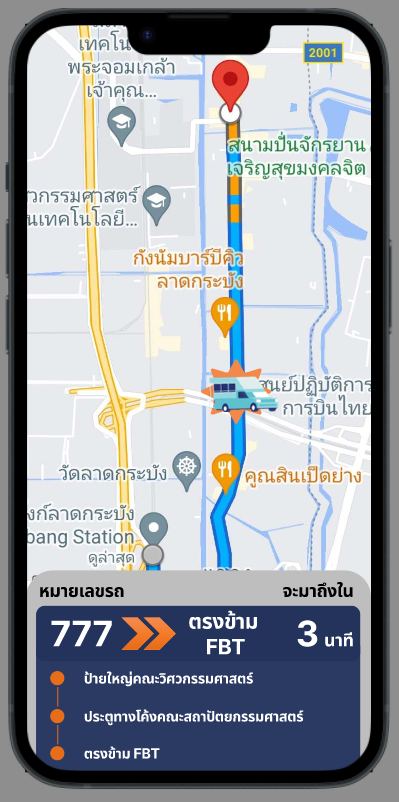 เทคโน
พระจอมเกล้า
เจ้าคุณ...
2001
สนามปั่นจักรยาน
เจริญสุขมงคลจิต
วกรรมศาสตร์
นเทคโนโลยี...
กังนัมบาร์บีคิว
ลาดกระบัง
ศูนย์ปฏิบัติการ
การบินไทย
วัดลาดกระบัง
คูณสินเป็ดย่าง
งก์ลาดกระบัง
bang Station
ดูล่าสุด
หมายเลขรถ
จะมาถึงใน
777
ตรงข้าม
FBT
3 นาที
ป้ายใหญ่คณะวิศวกรรมศาสตร์
ประตูทางโค้งคณะสถาปัตยกรรมศาสตร์
ตรงข้าม FBT